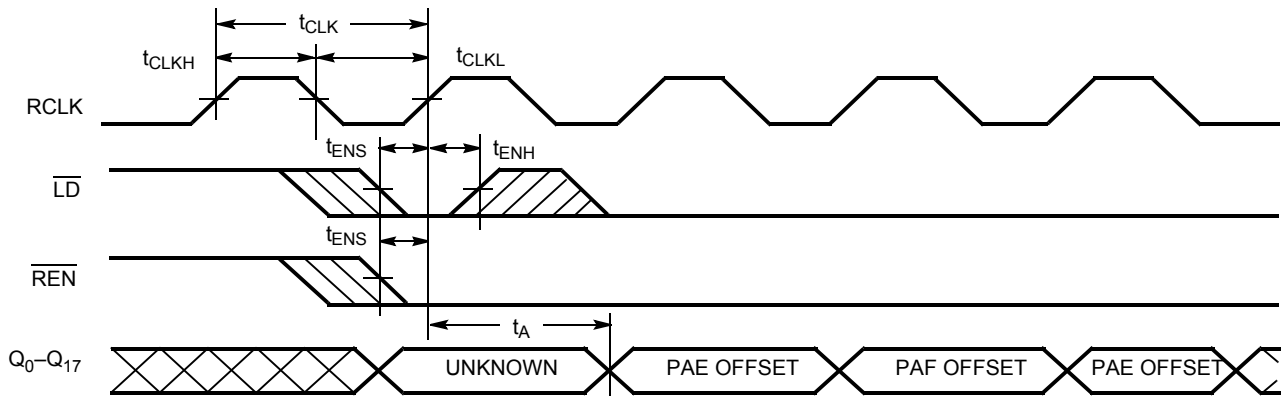 tCLK
tCLKH
tCLKL
RCLK
tENS
tENH
LD
tENS
REN
tA
Q0–Q17
UNKNOWN
PAE OFFSET
PAF OFFSET
PAE OFFSET